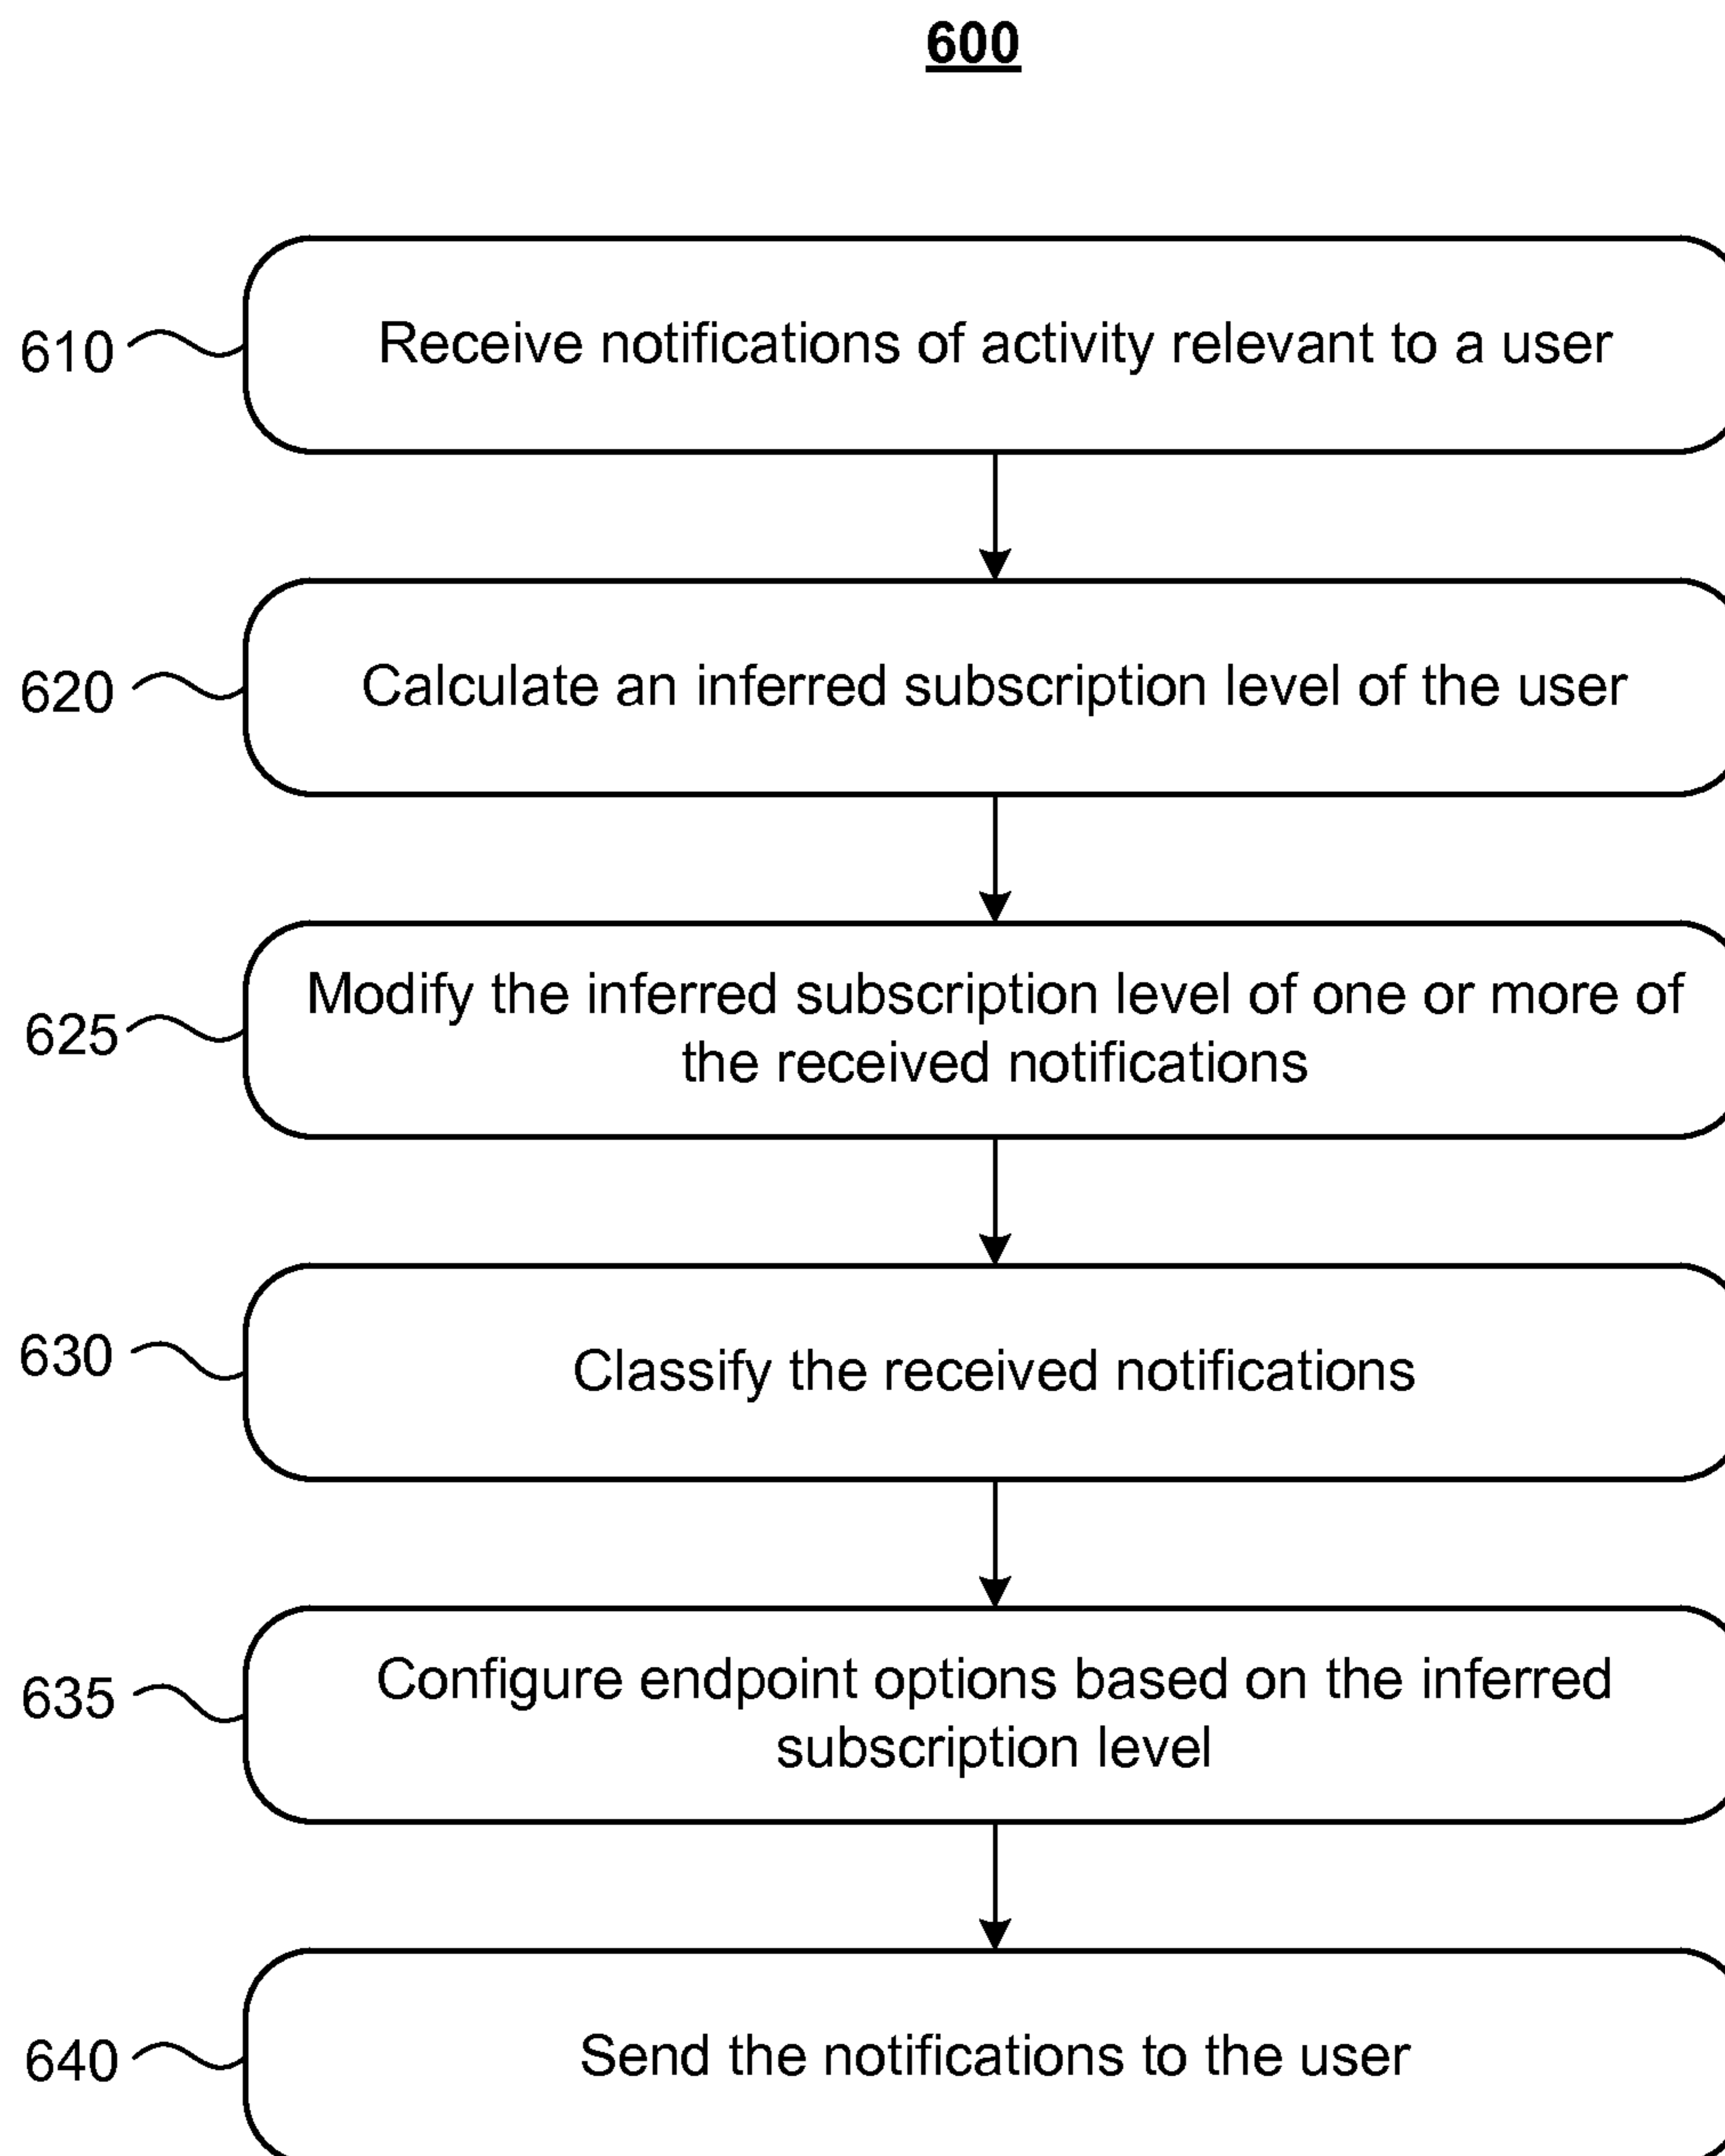 600
610
Receive notifications of activity relevant to a user
620
Calculate an inferred subscription level of the user
625
Modify the inferred subscription level of one or more of
the received notifications
630
Classify the received notifications
635
Configure endpoint options based on the inferred
subscription level
640
Send the notifications to the user